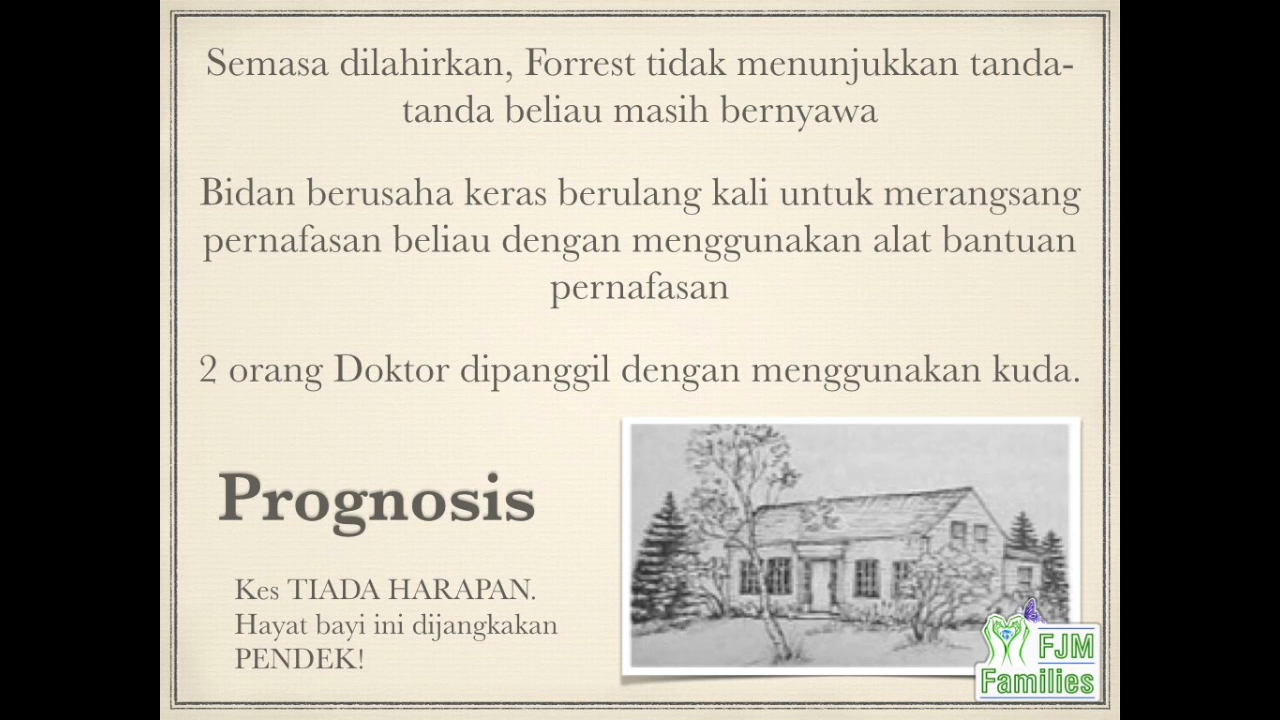 Semasa dilahirkan, Forrest tidak menunjukkan tanda-
tanda beliau masih bernyawa
Bidan berusaha keras berulang kali untuk merangsang
pernafasan beliau dengan menggunakan alat bantuan
pernafasan
2 orang Doktor dipanggil dengan menggunakan kuda.
Prognosis
Kes TIADA HARAPAN.
Hayat bayi ini dijangkakan
PENDEK!
FJM
Families